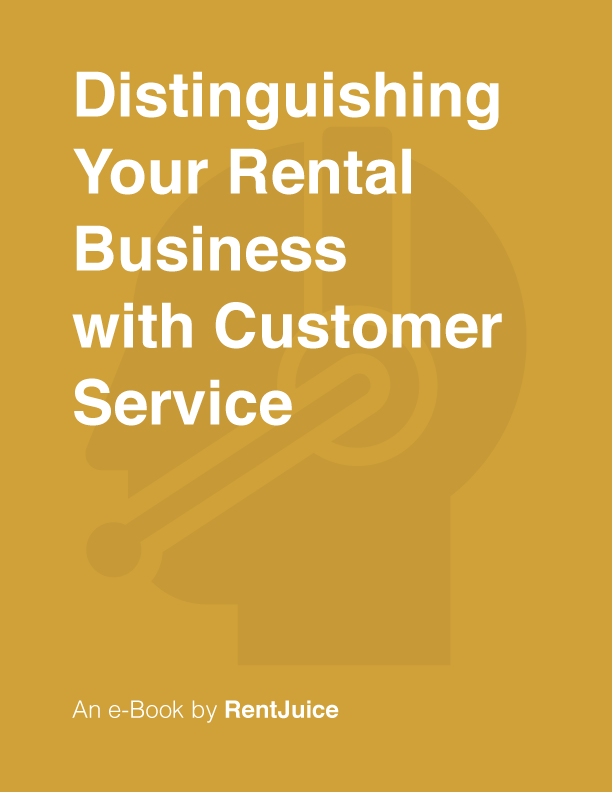 Distinguishing
Your Rental
Business
with Customer
Service
An e-Book by RentJuice